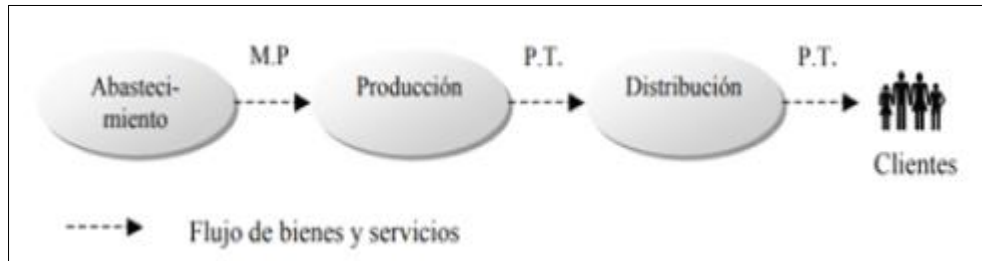 M.P
P.T.
P.T.
Abasteci-
miento
Producción
Distribución
Clientes
Flujo de bienes y servicios